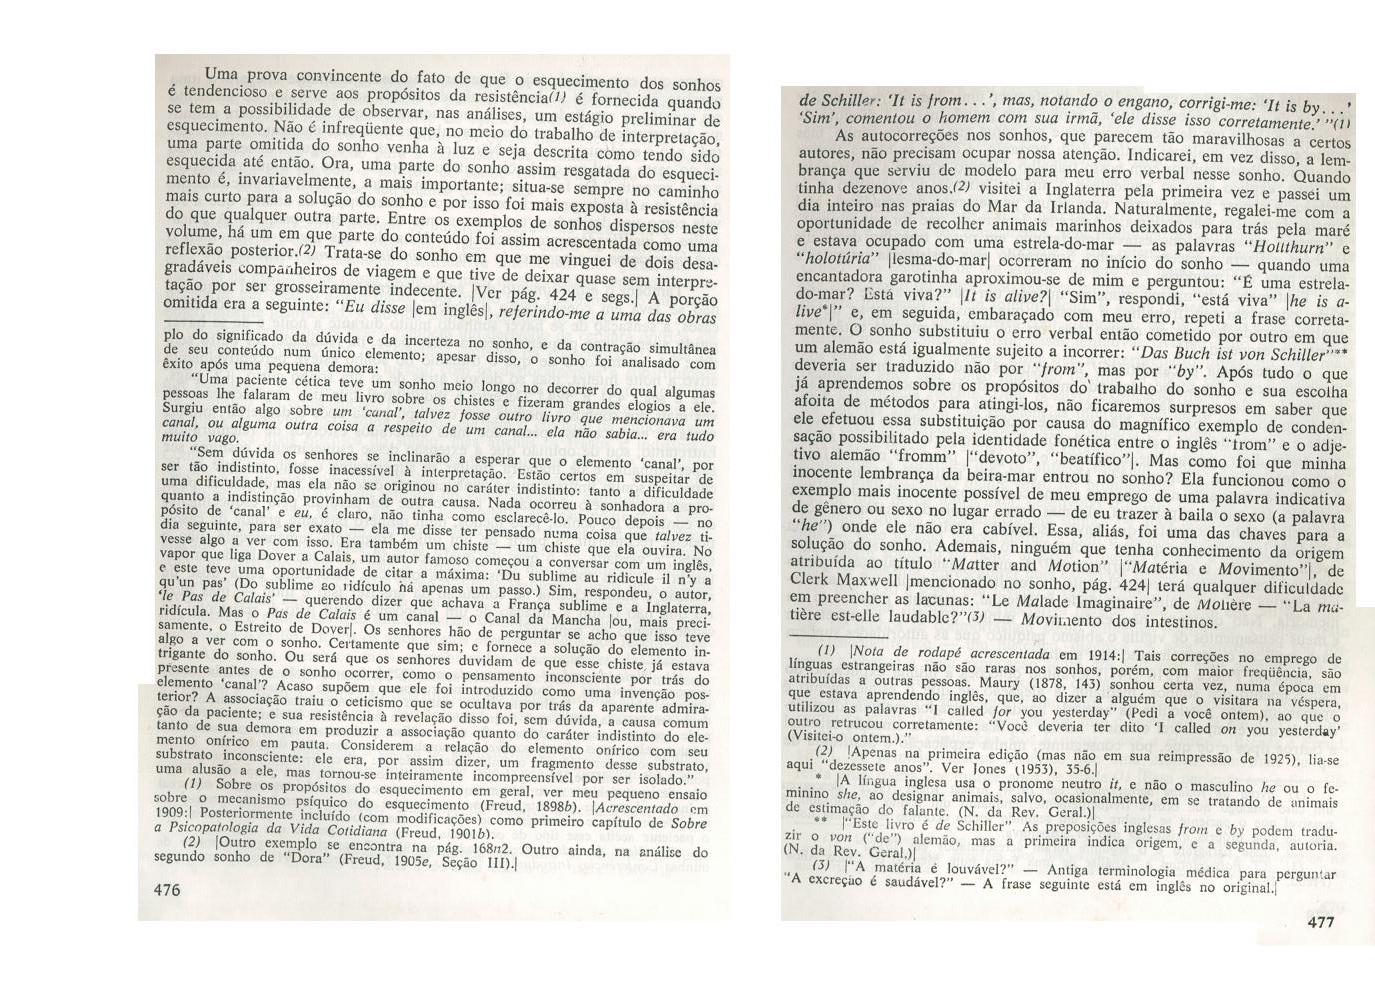 Uma prova convincente do fato de que o esquecimento dos sonhos
é tendencioso e serve aos propósitos da resistência(1) é fornecida quando
se tem a possibilidade de observar, nas análises, um estágio preliminar de
esquecimento. Não é infreqüente que, no meio do trabalho de interpretação,
uma parte omitida do sonho venha à luz e seja descrita como tendo sido
esquecida até então. Ora, uma parte do sonho assim resgatada do esqueci-
mento é, invariavelmente, a mais importante; situa-se sempre no caminho
mais curto para a solução do sonho e por isso foi mais exposta à resistência
do que qualquer outra parte. Entre os exemplos de sonhos dispersos neste
volume, há um em que parte do conteúdo foi assim acrescentada como uma
reflexão posterior.(2) Trata-se do sonho em que me vinguei de dois desa-
gradáveis companheiros de viagem e que tive de deixar quase sem interpre-
tação por ser grosseiramente indecente. |Ver pág. 424 e segs.| A porção
omitida era a seguinte: “Eu disse |em inglês|, referindo-me a uma das obras
plo do significado da dúvida e da incerteza no sonho, e da contração simultânea
de seu conteúdo num único elemento; apesar disso, o sonho foi analisado com
êxito após uma pequena demora:
“Uma paciente cética teve um sonho meio longo no decorrer do qual algumas
pessoas lhe falaram de meu livro sobre os chistes e fizeram grandes elogios a ele.
Surgiu então algo sobre um ‘canal’, talvez fosse outro livro que mencionava um
canal, ou alguma outra coisa a respeito de um canal... ela não sabia... era tudo
muito vago.
“Sem dúvida os senhores se inclinarão a esperar que o elemento ‘canal’, por
ser tão indistinto, fosse inacessível à interpretação. Estão certos em suspeitar de
uma dificuldade, mas ela não se originou no caráter indistinto: tanto a dificuldade
quanto a indistinção provinham de outra causa. Nada ocorreu à sonhadora a pro-
pósito de ‘canal’ e eu, é claro, não tinha como esclarecê-lo. Pouco depois — no
dia seguinte, para ser exato — ela me disse ter pensado numa coisa que talvez ti-
vesse algo a ver com isso. Era também um chiste — um chiste que ela ouvira. No
vapor que liga Dover a Calais, um autor famoso começou a conversar com um inglês,
e este teve uma oportunidade de citar a máxima: ‘Du sublime au ridicule il n’y a
qu’un pas’ (Do sublime ao ridículo há apenas um passo.) Sim, respondeu, o autor,
‘le Pas de Calais’ — querendo dizer que achava a França sublime e a Inglaterra,
ridícula. Mas o Pas de Calais é um canal — o Canal da Mancha |ou, mais preci-
samente, o Estreito de Dover|. Os senhores hão de perguntar se acho que isso teve
algo a ver com o sonho. Certamente que sim; e fornece a solução do elemento in-
trigante do sonho. Ou será que os senhores duvidam de que esse chiste já estava
presente antes de o sonho ocorrer, como o pensamento inconsciente por trás do
elemento ‘canal’? Acaso supõem que ele foi introduzido como uma invenção pos-
terior? A associação traiu o ceticismo que se ocultava por trás da aparente admira-
ção da paciente; e sua resistência à revelação disso foi, sem dúvida, a causa comum
tanto de sua demora em produzir a associação quanto do caráter indistinto do ele-
mento onírico em pauta. Considerem a relação do elemento onírico com seu
substrato inconsciente: ele era, por assim dizer, um fragmento desse substrato,
uma alusão a ele, mas tornou-se inteiramente incompreensível por ser isolado.”
(1) Sobre os propósitos do esquecimento em geral, ver meu pequeno ensaio
sobre o mecanismo psíquico do esquecimento (Freud, 1898b). |Acrescentado em
1909:| Posteriormente incluído (com modificações) como primeiro capítulo de Sobre
a Psicopatologia da Vida Cotidiana (Freud, 1901b).
(2) |Outro exemplo se encontra na pág. 168n2. Outro ainda, na análise do
segundo sonho de “Dora” (Freud, 1905e, Seção III).|
476
de Schiller: ‘It is from...’, mas, notando o engano, corrigi-me: ‘It is by...’
‘Sim’, comentou o homem com sua irmã, ‘ele disse isso corretamente.’ ”(1)
As autocorreções nos sonhos, que parecem tão maravilhosas a certos
autores, não precisam ocupar nossa atenção. Indicarei, em vez disso, a lem-
brança que serviu de modelo para meu erro verbal nesse sonho. Quando
tinha dezenove anos,(2) visitei a Inglaterra pela primeira vez e passei um
dia inteiro nas praias do Mar da Irlanda. Naturalmente, regalei-me com a
oportunidade de recolher animais marinhos deixados para trás pela maré
e estava ocupado com uma estrela-do-mar — as palavras “Hollthurn” e
“holotúria” |lesma-do-mar| ocorreram no início do sonho — quando uma
encantadora garotinha aproximou-se de mim e perguntou: “É uma estrela-
do-mar? Está viva?” |It is alive?| “Sim”, respondi, “está viva” |he is a-
live*|” e, em seguida, embaraçado com meu erro, repeti a frase correta-
mente. O sonho substituiu o erro verbal então cometido por outro em que
um alemão está igualmente sujeito a incorrer: “Das Buch ist von Schiller”**
deveria ser traduzido não por “from”, mas por “by”. Após tudo o que
já aprendemos sobre os propósitos do trabalho do sonho e sua escolha
afoita de métodos para atingi-los, não ficaremos surpresos em saber que
ele efetuou essa substituição por causa do magnífico exemplo de conden-
sação possibilitado pela identidade fonética entre o inglês “from” e o adje-
tivo alemão “fromm” |“devoto”, “beatífico”|. Mas como foi que minha
inocente lembrança da beira-mar entrou no sonho? Ela funcionou como o
exemplo mais inocente possível de meu emprego de uma palavra indicativa
de gênero ou sexo no lugar errado — de eu trazer à baila o sexo (a palavra
“he”) onde ele não era cabível. Essa, aliás, foi uma das chaves para a
solução do sonho. Ademais, ninguém que tenha conhecimento da origem
atribuída ao título “Matter and Motion” |“Matéria e Movimento”|, de
Clerk Maxwell |mencionado no sonho, pág. 424| terá qualquer dificuldade
em preencher as lacunas: “Le Malade Imaginaire”, de Molière — “La ma-
tière est-elle laudable?”(3) — Movimento dos intestinos.
(1) |Nota de rodapé acrescentada em 1914:| Tais correções no emprego de
línguas estrangeiras não são raras nos sonhos, porém, com maior freqüência, são
atribuídas a outras pessoas. Maury (1878, 143) sonhou certa vez, numa época em
que estava aprendendo inglês, que, ao dizer a alguém que o visitara na véspera,
utilizou as palavras “I called for you yesterday” (Pedi a você ontem), ao que o
outro retrucou corretamente: “Você deveria ter dito ‘I called on you yesterday’
(Visitei-o ontem.).”
(2) |Apenas na primeira edição (mas não em sua reimpressão de 1925), lia-se
aqui “dezessete anos”. Ver Jones (1953), 35-6.|
* |A língua inglesa usa o pronome neutro it, e não o masculino he ou o fe-
minino she, ao designar animais, salvo, ocasionalmente, em se tratando de animais
de estimação do falante. (N. da Rev. Geral.)|
** |“Este livro é de Schiller”. As preposições inglesas from e by podem tradu-
zir o von (“de”) alemão, mas a primeira indica origem, e a segunda, autoria.
(N. da Rev. Geral.)|
(3) |“A matéria é louvável?” — Antiga terminologia médica para perguntar
“A excreção é saudável?” — A frase seguinte está em inglês no original.|
477